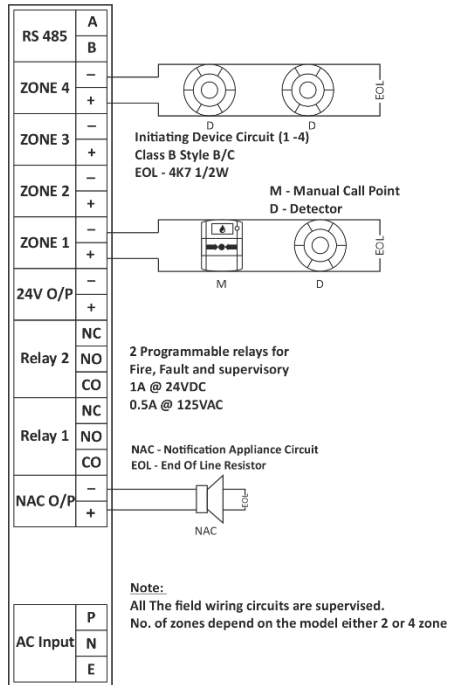 RS 485
A
B
ZONE 4
–
+
ZONE 3
–
+
ZONE 2
–
+
ZONE 1
–
+
24V O/P
–
+
Relay 2
NC
NO
CO
Relay 1
NC
NO
CO
NAC O/P
–
+
AC Input
P
N
E
D
D
EOL
Initiating Device Circuit (1 -4)
Class B Style B/C
EOL - 4K7 1/2W
M - Manual Call Point
D - Detector
M
D
EOL
2 Programmable relays for
Fire, Fault and supervisory
1A @ 24VDC
0.5A @ 125VAC
NAC - Notification Appliance Circuit
EOL - End Of Line Resistor
EOL
NAC
Note:
All The field wiring circuits are supervised.
No. of zones depend on the model either 2 or 4 zone